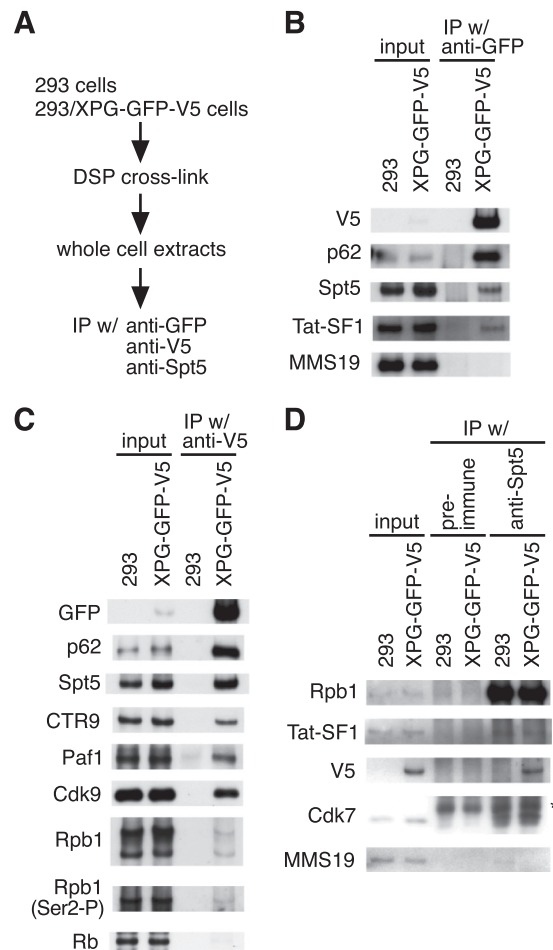 A
293 cells
293/XPG-GFP-V5 cells
DSP cross-link
whole cell extracts
IP w/ anti-GFP
anti-V5
anti-Spt5
B
input
IP w/
anti-GFP
293
XPG-GFP-V5
293
XPG-GFP-V5
V5
p62
Spt5
Tat-SF1
MMS19
C
input
IP w/
anti-V5
293
XPG-GFP-V5
293
XPG-GFP-V5
GFP
p62
Spt5
CTR9
Paf1
Cdk9
Rpb1
Rpb1
(Ser2-P)
Rb
D
IP w/
input
pre-
immune
anti-Spt5
293
XPG-GFP-V5
293
XPG-GFP-V5
293
XPG-GFP-V5
Rpb1
Tat-SF1
V5
Cdk7
*
MMS19